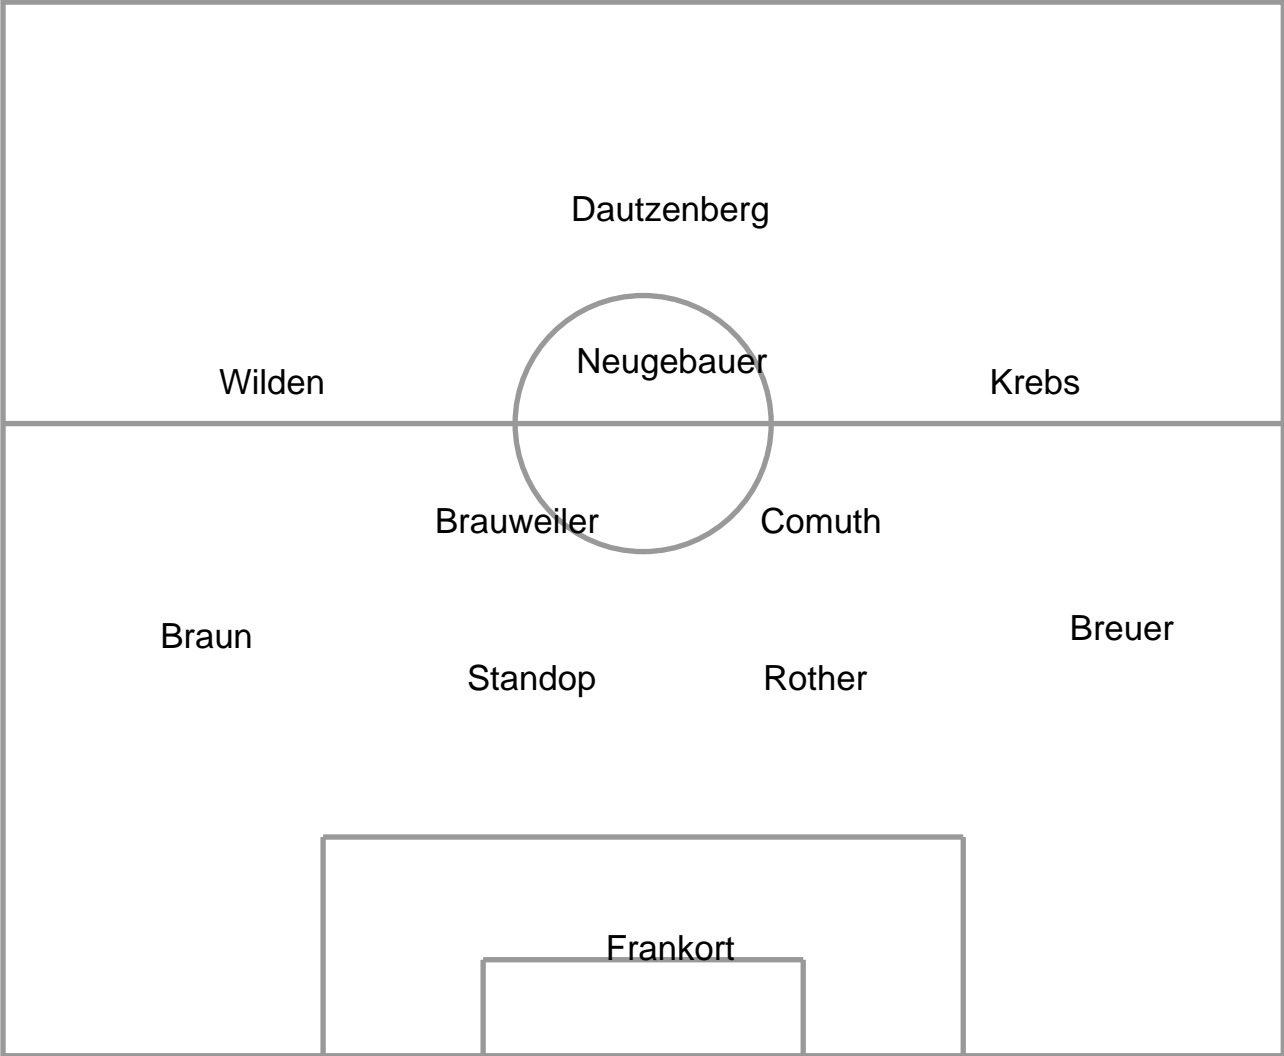 Dautzenberg
Neugebauer
Wilden
Krebs
Brauweiler
Comuth
Braun
Breuer
Standop
Rother
Frankort